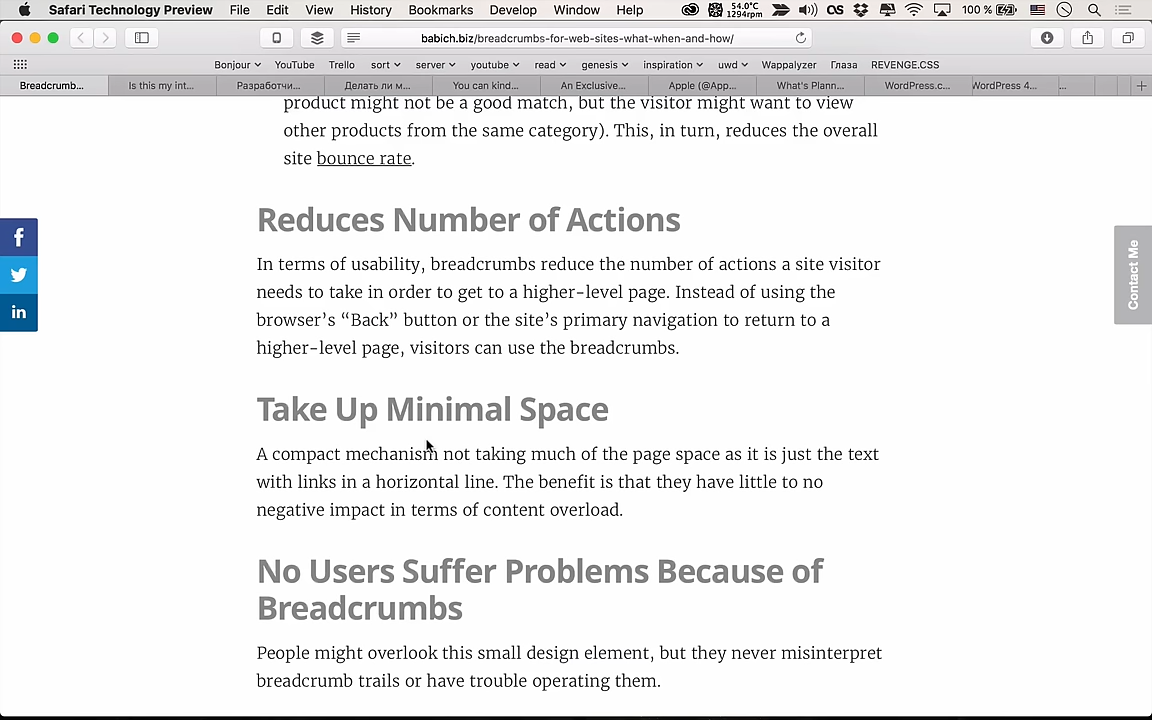 Safari Technology Preview File Edit View History Bookmarks Develop Window Help 54.0°C 1294rpm 100 %
babich.biz/breadcrumbs-for-web-sites-what-when-and-how/
Bonjour YouTube Trello sort server youtube read genesis inspiration uwd Wappalyzer Глаза REVENGE.CSS
Breadcrumb... Is this my int... Разработчи... Делать ли м... You can kind... An Exclusive... Apple (@App... What's Plann... WordPress.c... WordPress 4... ...
product might not be a good match, but the visitor might want to view
other products from the same category). This, in turn, reduces the overall
site bounce rate.
Reduces Number of Actions
In terms of usability, breadcrumbs reduce the number of actions a site visitor
needs to take in order to get to a higher-level page. Instead of using the
browser’s “Back” button or the site’s primary navigation to return to a
higher-level page, visitors can use the breadcrumbs.
Contact Me
Take Up Minimal Space
A compact mechanism not taking much of the page space as it is just the text
with links in a horizontal line. The benefit is that they have little to no
negative impact in terms of content overload.
No Users Suffer Problems Because of
Breadcrumbs
People might overlook this small design element, but they never misinterpret
breadcrumb trails or have trouble operating them.